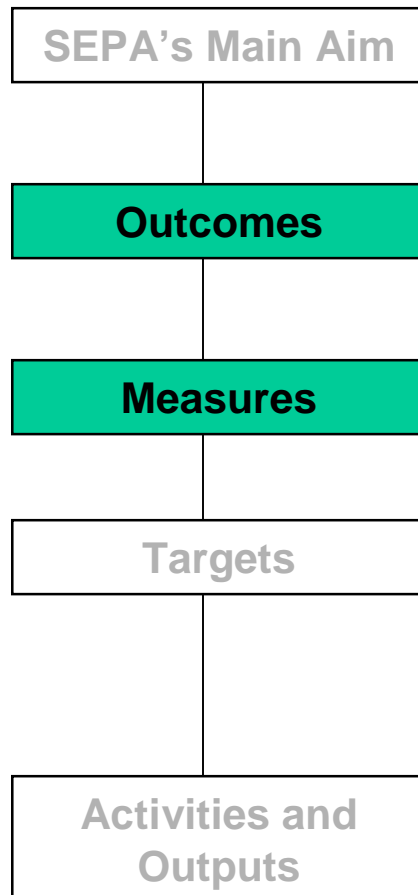 SEPA’s Main Aim
Outcomes
Measures
Targets
Activities and
Outputs